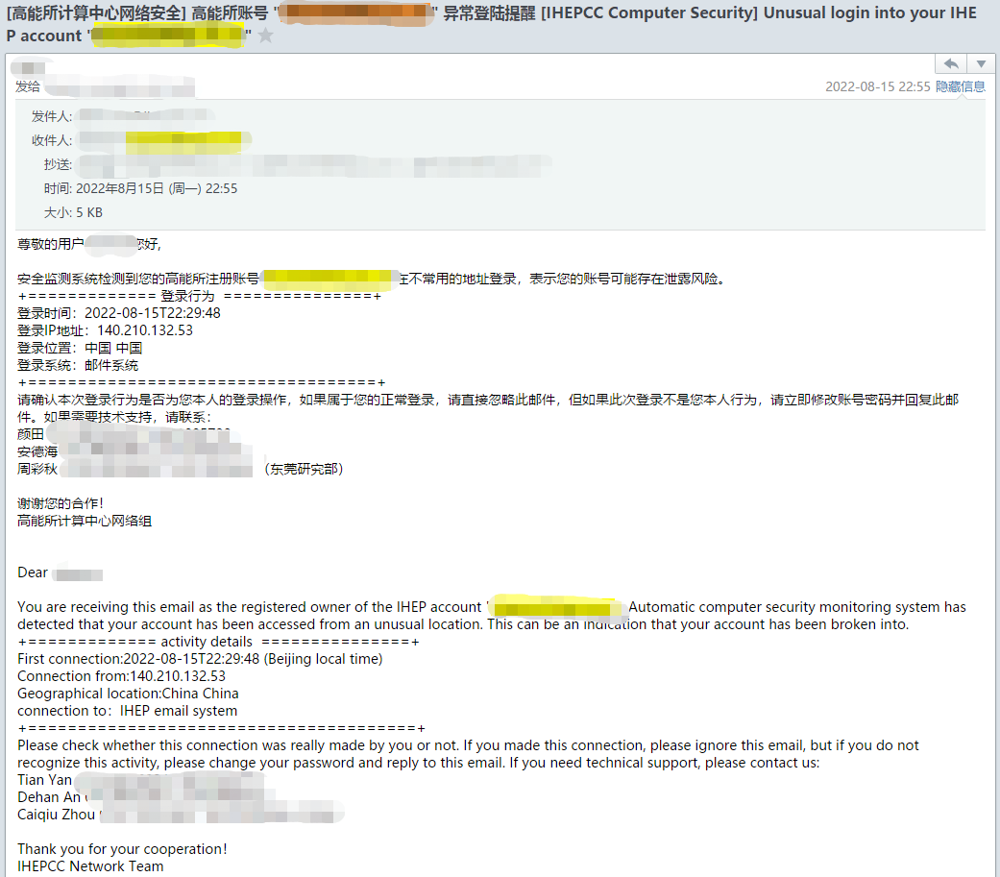 [高能所计算中心网络安全] 高能所账号 " " 异常登陆提醒 [IHEPCC Computer Security] Unusual login into your IHE
P account " "
发给
2022-08-15 22:55 隐藏信息
发件人:
收件人:
抄送:
时间: 2022年8月15日 (周一) 22:55
大小: 5 KB
尊敬的用户 您好,
安全监测系统检测到您的高能所注册账号 在不常用的地址登录，表示您的账号可能存在泄露风险。
+============= 登录行为 ===============+
登录时间：2022-08-15T22:29:48
登录IP地址：140.210.132.53
登录位置：中国 中国
登录系统：邮件系统
+===================================+
请确认本次登录行为是否为您本人的登录操作，如果属于您的正常登录，请直接忽略此邮件，但如果此次登录不是您本人行为，请立即修改账号密码并回复此邮
件。如果需要技术支持，请联系：
颜田
安德海
周彩秋 （东莞研究部）
谢谢您的合作！
高能所计算中心网络组
Dear
You are receiving this email as the registered owner of the IHEP account " Automatic computer security monitoring system has
detected that your account has been accessed from an unusual location. This can be an indication that your account has been broken into.
+============= activity details ===============+
First connection:2022-08-15T22:29:48 (Beijing local time)
Connection from:140.210.132.53
Geographical location:China China
connection to：IHEP email system
+=======================================+
Please check whether this connection was really made by you or not. If you made this connection, please ignore this email, but if you do not
recognize this activity, please change your password and reply to this email. If you need technical support, please contact us:
Tian Yan
Dehan An
Caiqiu Zhou
Thank you for your cooperation!
IHEPCC Network Team